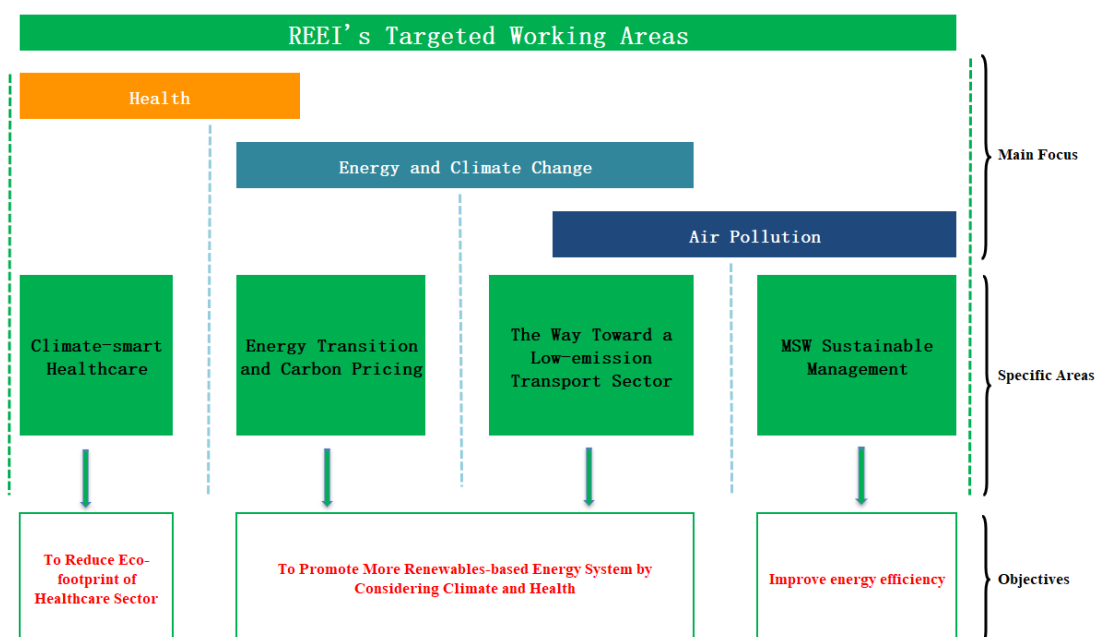 REEI's Targeted Working Areas
Health
Energy and Climate Change
Main Focus
Air Pollution
Climate-smart
Healthcare
Energy Transition
and Carbon Pricing
The Way Toward a
Low-emission
Transport Sector
MSW Sustainable
Management
Specific Areas
To Reduce Eco-
footprint of
Healthcare Sector
To Promote More Renewables-based Energy System by
Considering Climate and Health
Improve energy efficiency
Objectives